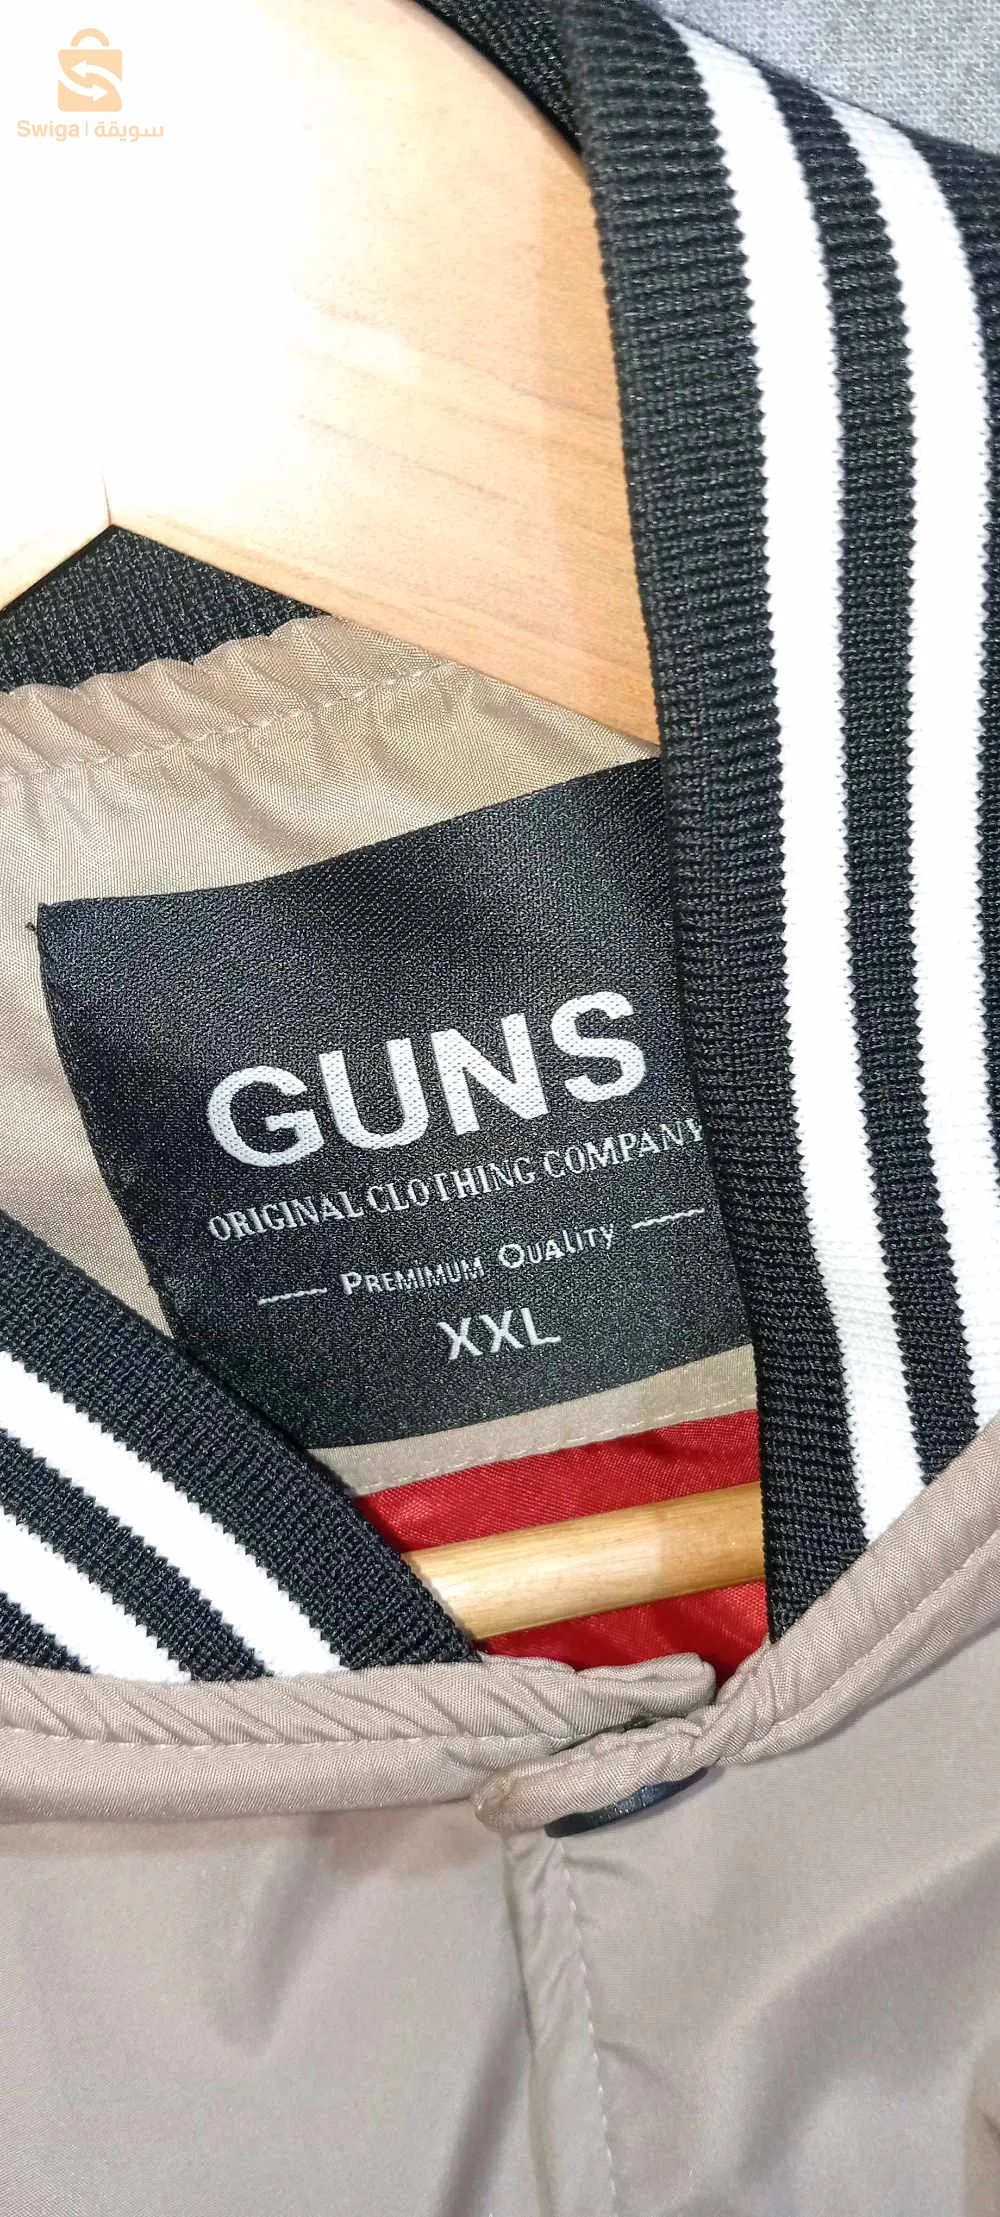 Swiga | سويقة
GUNS
ORIGINAL CLOTHING COMPANY
PREMIMUM QUALITY
XXL